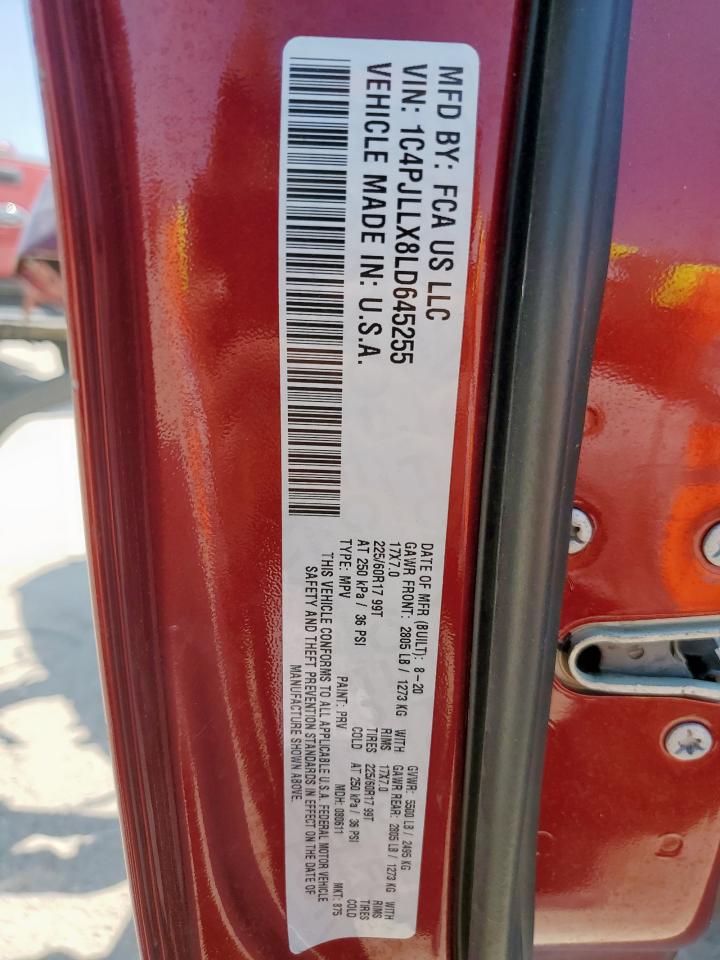 MFD BY: FCA US LLC
VIN: 1C4PJLLX8LD645255
VEHICLE MADE IN: U.S.A.
DATE OF MFR (BUILT): 8-20 GVWR: 5500 LB / 2495 KG
GAWR FRONT: 2805 LB / 1273 KG WITH GAWR REAR: 2805 LB / 1273 KG WITH
17X7.0 RIMS 17X7.0 RIMS
225/60R17 99T TIRES 225/60R17 99T TIRES
AT 250 kPa / 36 PSI COLD AT 250 kPa / 36 PSI COLD
TYPE: MPV PAINT: PRV MDH: 080611 MKT: 875
THIS VEHICLE CONFORMS TO ALL APPLICABLE U.S.A. FEDERAL MOTOR VEHICLE
SAFETY AND THEFT PREVENTION STANDARDS IN EFFECT ON THE DATE OF
MANUFACTURE SHOWN ABOVE.